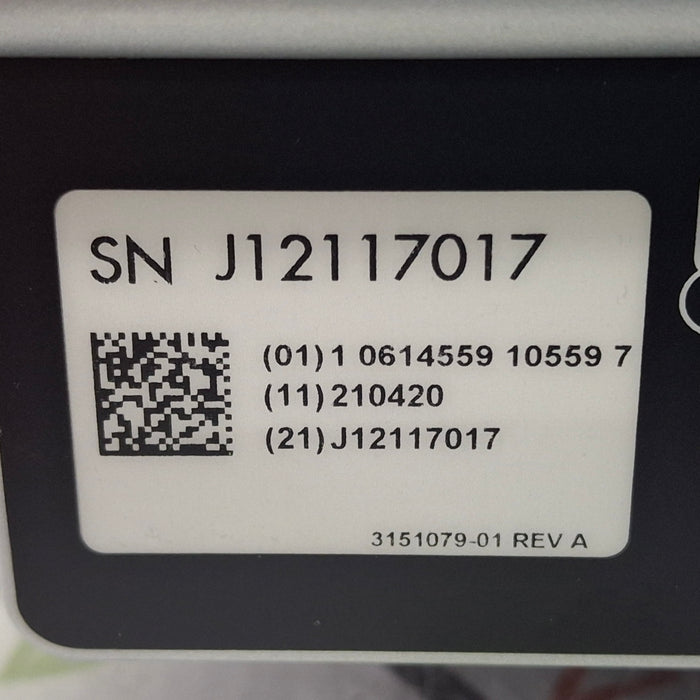 SN J12117017
(01) 1 0614559 10559 7
(11) 210420
(21) J12117017
3151079-01 REV A